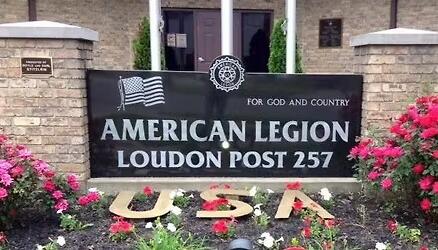 FOR GOD AND COUNTRY
AMERICAN LEGION
LOUDON POST 257
USA